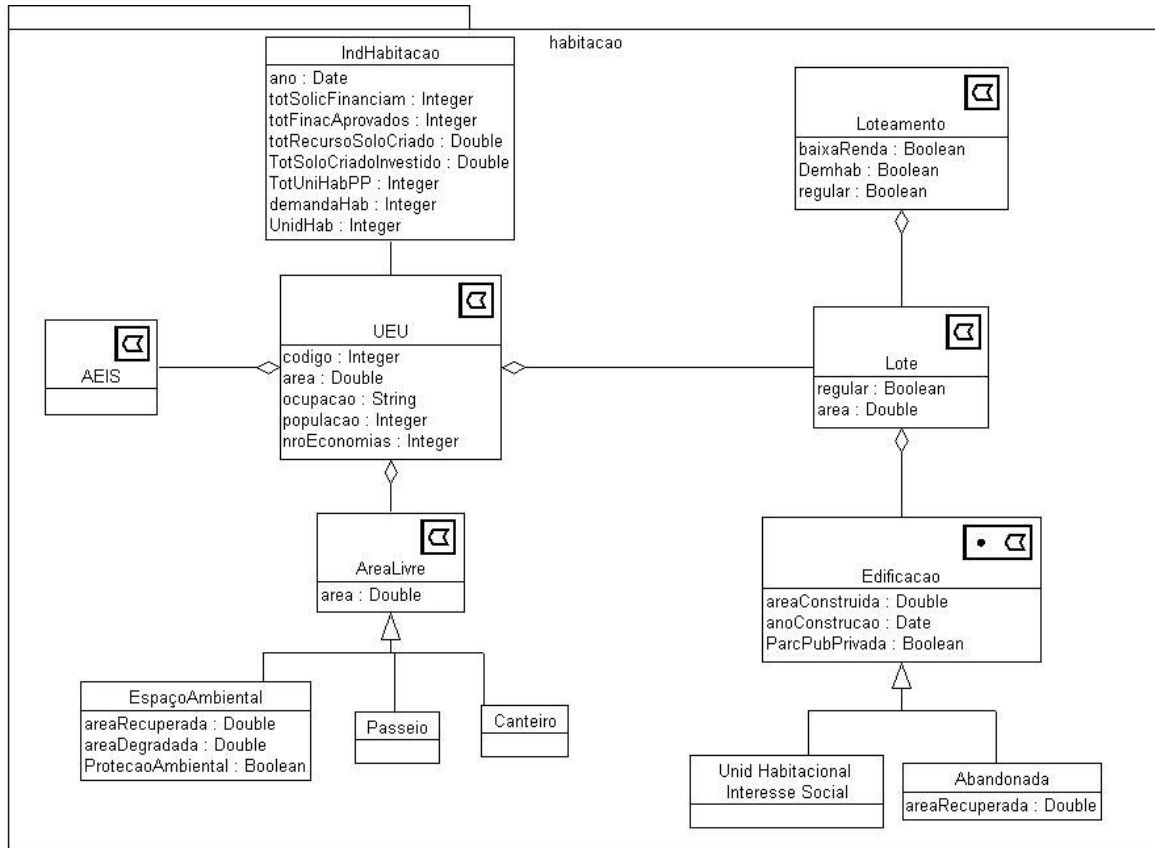 habitacao
IndHabitacao
ano : Date
totSolicFinanciam : Integer
totFinacAprovados : Integer
totRecursoSoloCriado : Double
TotSoloCriadoInvestido : Double
TotUniHabPP : Integer
demandaHab : Integer
UnidHab : Integer
Loteamento
baixaRenda : Boolean
Demhab : Boolean
regular : Boolean
AEIS
UEU
codigo : Integer
area : Double
ocupacao : String
populacao : Integer
nroEconomias : Integer
Lote
regular : Boolean
area : Double
AreaLivre
area : Double
Edificacao
areaConstruida : Double
anoConstrucao : Date
ParcPubPrivada : Boolean
EspaçoAmbiental
areaRecuperada : Double
areaDegradada : Double
ProtecaoAmbiental : Boolean
Passeio
Canteiro
Unid Habitacional
Interesse Social
Abandonada
areaRecuperada : Double